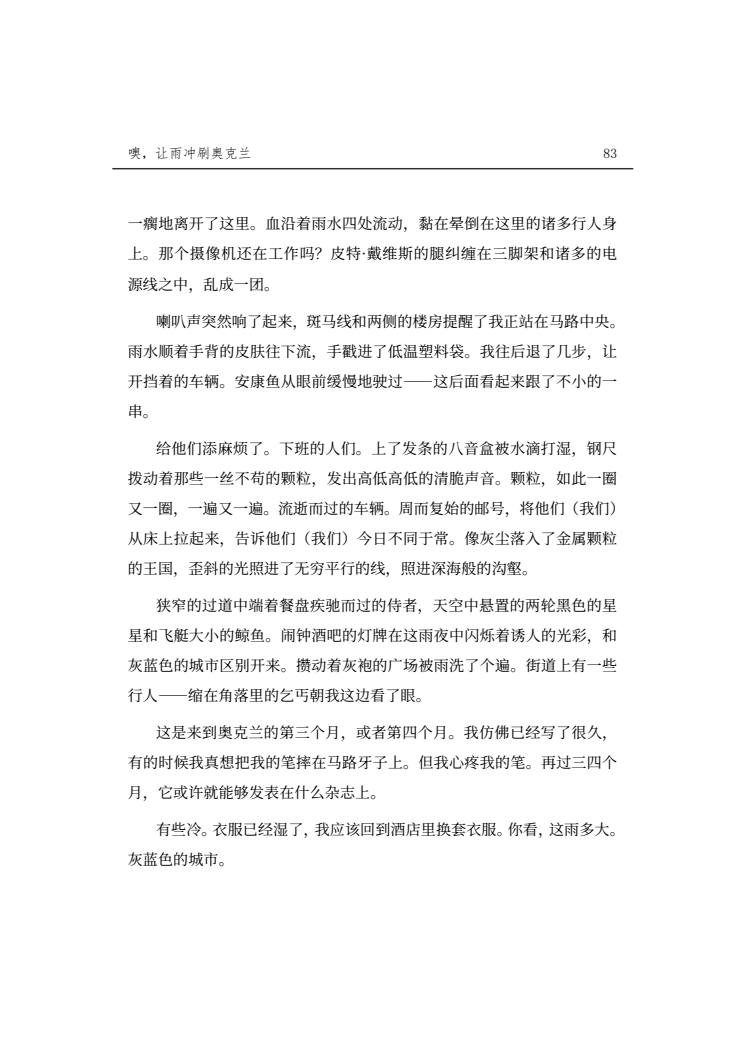 噢，让雨冲刷奥克兰 83
一瘸地离开了这里。血沿着雨水四处流动，黏在晕倒在这里的诸多行人身
上。那个摄像机还在工作吗？皮特·戴维斯的腿纠缠在三脚架和诸多的电
源线之中，乱成一团。
喇叭声突然响了起来，斑马线和两侧的楼房提醒了我正站在马路中央。
雨水顺着手背的皮肤往下流，手戳进了低温塑料袋。我往后退了几步，让
开挡着的车辆。安康鱼从眼前缓慢地驶过——这后面看起来跟了不小的一
串。
给他们添麻烦了。下班的人们。上了发条的八音盒被水滴打湿，钢尺
拨动着那些一丝不苟的颗粒，发出高低高低的清脆声音。颗粒，如此一圈
又一圈，一遍又一遍。流逝而过的车辆。周而复始的邮号，将他们（我们）
从床上拉起来，告诉他们（我们）今日不同于常。像灰尘落入了金属颗粒
的王国，歪斜的光照进了无穷平行的线，照进深海般的沟壑。
狭窄的过道中端着餐盘疾驰而过的侍者，天空中悬置的两轮黑色的星
星和飞艇大小的鲸鱼。闹钟酒吧的灯牌在这雨夜中闪烁着诱人的光彩，和
灰蓝色的城市区别开来。攒动着灰袍的广场被雨洗了个遍。街道上有一些
行人——缩在角落里的乞丐朝我这边看了眼。
这是来到奥克兰的第三个月，或者第四个月。我仿佛已经写了很久，
有的时候我真想把我的笔摔在马路牙子上。但我心疼我的笔。再过三四个
月，它或许就能够发表在什么杂志上。
有些冷。衣服已经湿了，我应该回到酒店里换套衣服。你看，这雨多大。
灰蓝色的城市。